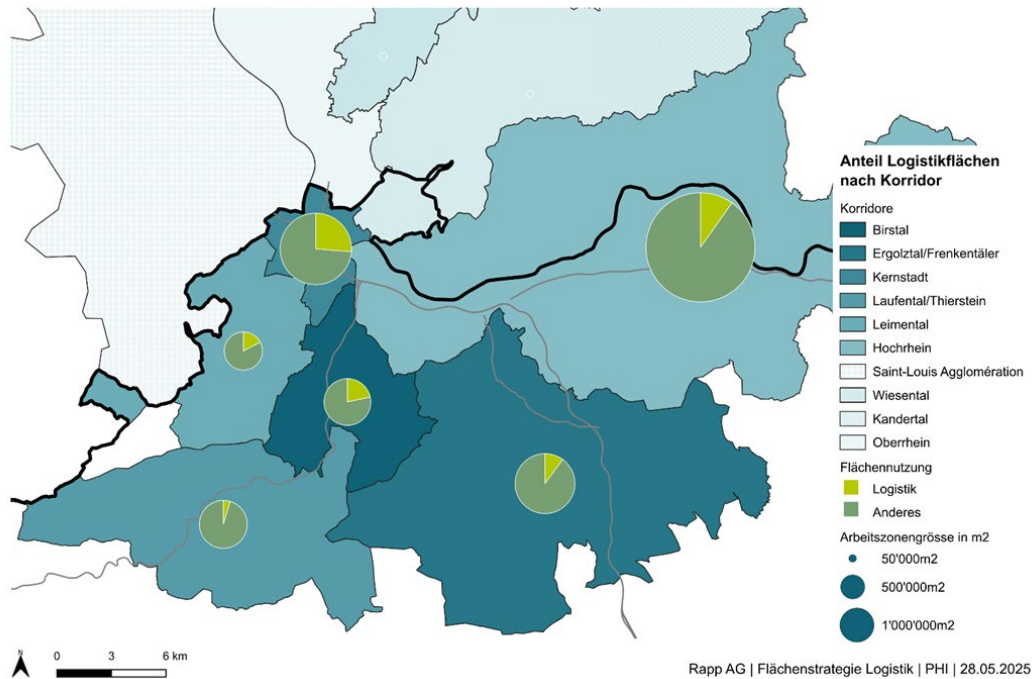 Anteil Logistikflächen
nach Korridor
Korridore
Birstal
Ergolztal/Frenkentäler
Kernstadt
Laufental/Thierstein
Leimental
Hochrhein
Saint-Louis Agglomération
Wiesental
Kandertal
Oberrhein
Flächennutzung
Logistik
Anderes
Arbeitszonengrösse in m2
50'000m2
500'000m2
1'000'000m2
N
0 3 6 km
Rapp AG | Flächenstrategie Logistik | PHI | 28.05.2025